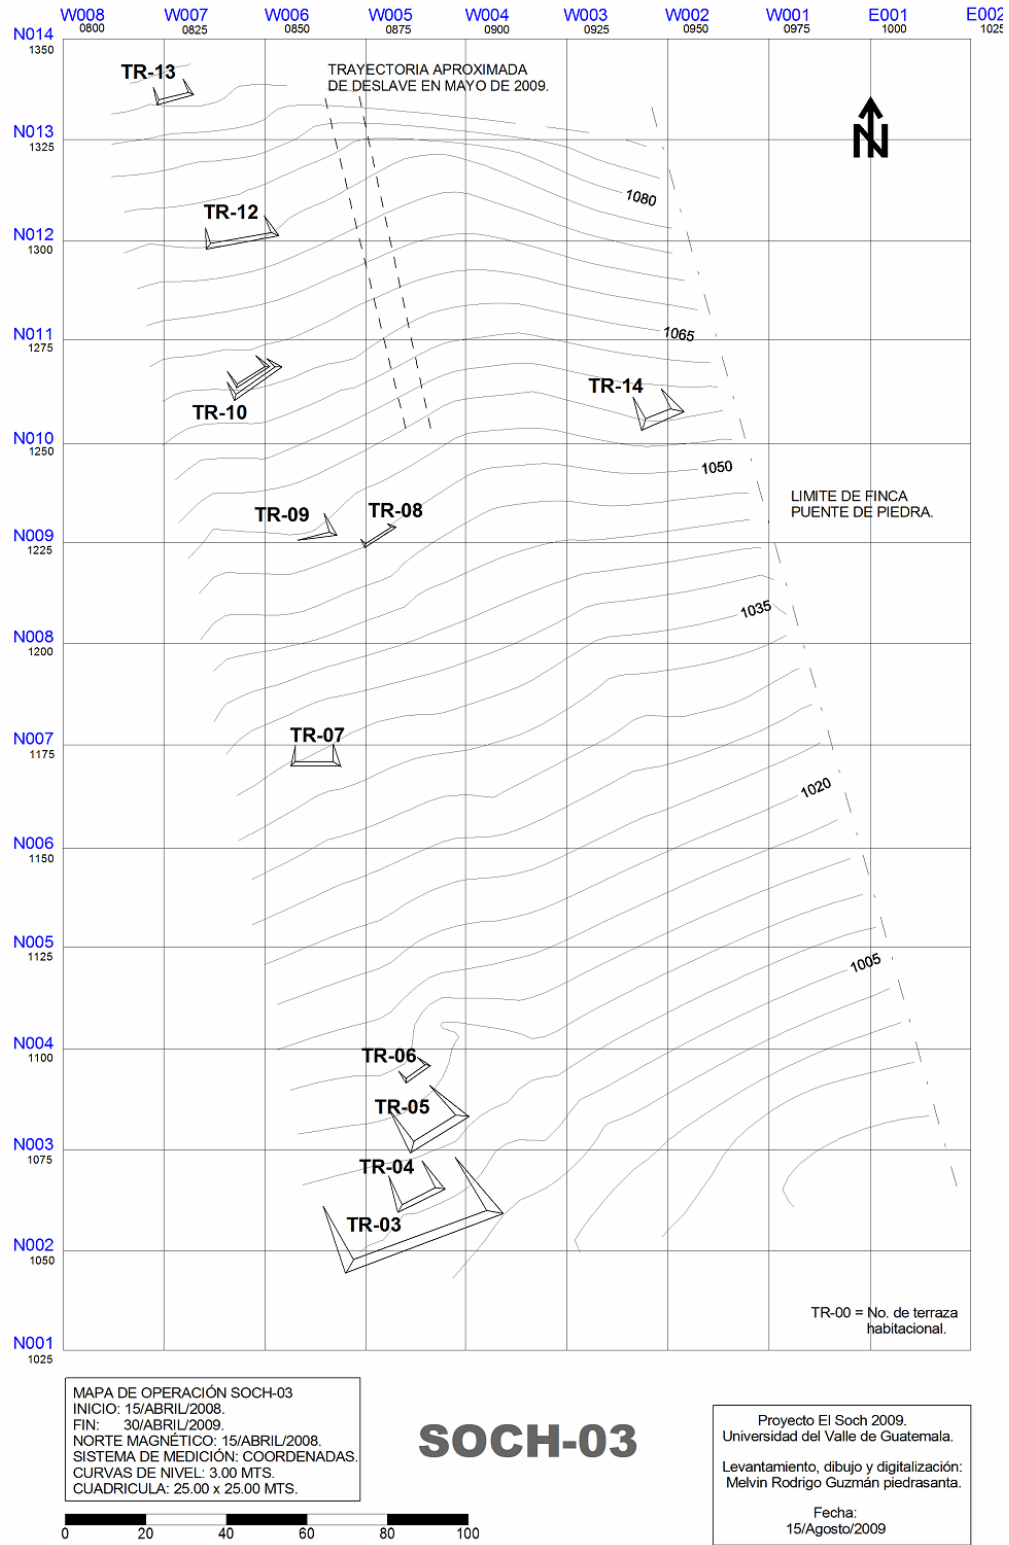 W008 W007 W006 W005 W004 W003 W002 W001 E001 E002
0800 0825 0850 0875 0900 0925 0950 0975 1000 1025
N014
1350
TR-13
TRAYECTORIA APROXIMADA
DE DESLAVE EN MAYO DE 2009.
N
N013
1325
1080
TR-12
N012
1300
N011
1275
1065
TR-14
TR-10
N010
1250
1050
LIMITE DE FINCA
PUENTE DE PIEDRA.
TR-09
TR-08
N009
1225
1035
N008
1200
TR-07
N007
1175
1020
N006
1150
N005
1125
1005
N004
1100
TR-06
TR-05
N003
1075
TR-04
TR-03
N002
1050
TR-00 = No. de terraza
habitacional.
N001
1025
MAPA DE OPERACIÓN SOCH-03
INICIO: 15/ABRIL/2008.
FIN: 30/ABRIL/2009.
NORTE MAGNÉTICO: 15/ABRIL/2008.
SISTEMA DE MEDICIÓN: COORDENADAS.
CURVAS DE NIVEL: 3.00 MTS.
CUADRICULA: 25.00 x 25.00 MTS.
SOCH-03
Proyecto El Soch 2009.
Universidad del Valle de Guatemala.
Levantamiento, dibujo y digitalización:
Melvin Rodrigo Guzmán piedrasanta.
Fecha:
15/Agosto/2009
0 20 40 60 80 100